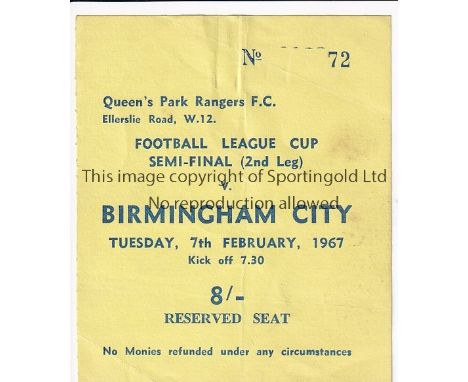 Nº 72
Queen's Park Rangers F.C.
Ellerslie Road, W.12.
FOOTBALL LEAGUE CUP
SEMI-FINAL (2nd Leg)
This image copyright of Sportingold Ltd
v.
No reproduction allowed
BIRMINGHAM CITY
TUESDAY, 7th FEBRUARY, 1967
Kick off 7.30
8/-
RESERVED SEAT
No Monies refunded under any circumstances